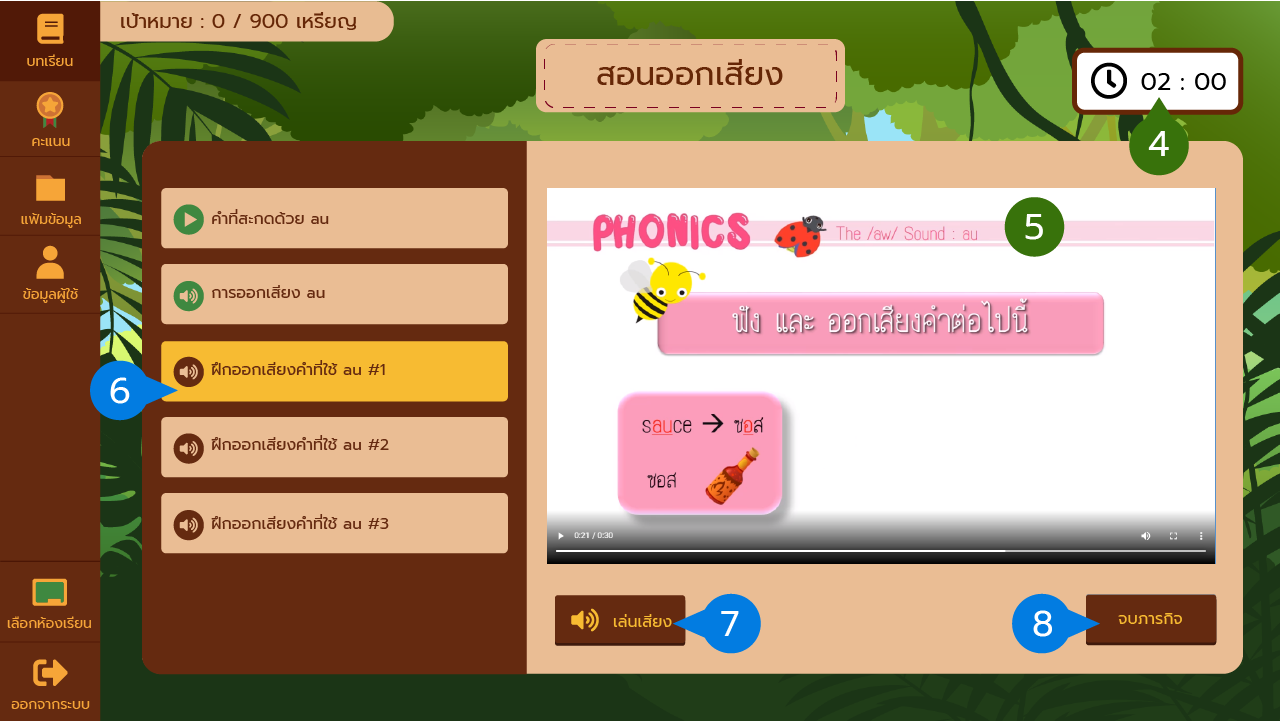 เป้าหมาย : 0 / 900 เหรียญ
บทเรียน
คะแนน
แฟ้มข้อมูล
ข้อมูลผู้ใช้
เลือกห้องเรียน
ออกจากระบบ
สอนออกเสียง
02 : 00
4
คำที่สะกดด้วย au
การออกเสียง au
ฝึกออกเสียงคำที่ใช้ au #1
6
ฝึกออกเสียงคำที่ใช้ au #2
ฝึกออกเสียงคำที่ใช้ au #3
PHONICS
The /aw/ Sound : au
5
ฟัง และ ออกเสียงคำต่อไปนี้
sauce → ซอส
ซอส
0:21 / 0:30
เล่นเสียง
7
8
จบภารกิจ